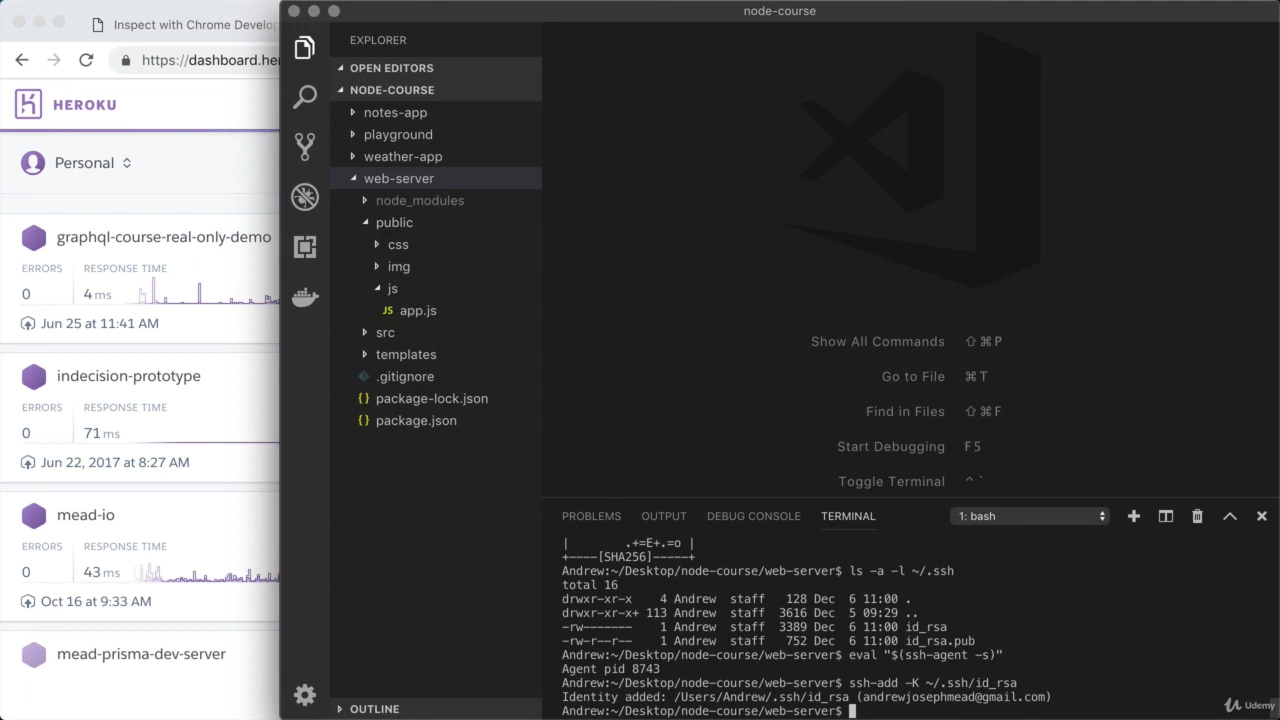 Inspect with Chrome Develop
https://dashboard.her
HEROKU
Personal
graphql-course-real-only-demo
ERRORS RESPONSE TIME
0 4 ms
Jun 25 at 11:41 AM
indecision-prototype
ERRORS RESPONSE TIME
0 71 ms
Jun 22, 2017 at 8:27 AM
mead-io
ERRORS RESPONSE TIME
0 43 ms
Oct 16 at 9:33 AM
mead-prisma-dev-server
node-course
EXPLORER
OPEN EDITORS
NODE-COURSE
notes-app
playground
weather-app
web-server
node_modules
public
css
img
js
JS app.js
src
templates
.gitignore
{} package-lock.json
{} package.json
OUTLINE
Show All Commands ⇧⌘P
Go to File ⌘T
Find in Files ⇧⌘F
Start Debugging F5
Toggle Terminal ⌃`
PROBLEMS OUTPUT DEBUG CONSOLE TERMINAL 1: bash
| .+=E+.=o |
+----[SHA256]-----+
Andrew:~/Desktop/node-course/web-server$ ls -a -l ~/.ssh
total 16
drwxr-xr-x 4 Andrew staff 128 Dec 6 11:00 .
drwxr-xr-x+ 113 Andrew staff 3616 Dec 5 09:29 ..
-rw------- 1 Andrew staff 3389 Dec 6 11:00 id_rsa
-rw-r--r-- 1 Andrew staff 752 Dec 6 11:00 id_rsa.pub
Andrew:~/Desktop/node-course/web-server$ eval "$(ssh-agent -s)"
Agent pid 8743
Andrew:~/Desktop/node-course/web-server$ ssh-add -K ~/.ssh/id_rsa
Identity added: /Users/Andrew/.ssh/id_rsa (andrewjosephmead@gmail.com)
Andrew:~/Desktop/node-course/web-server$
Udemy